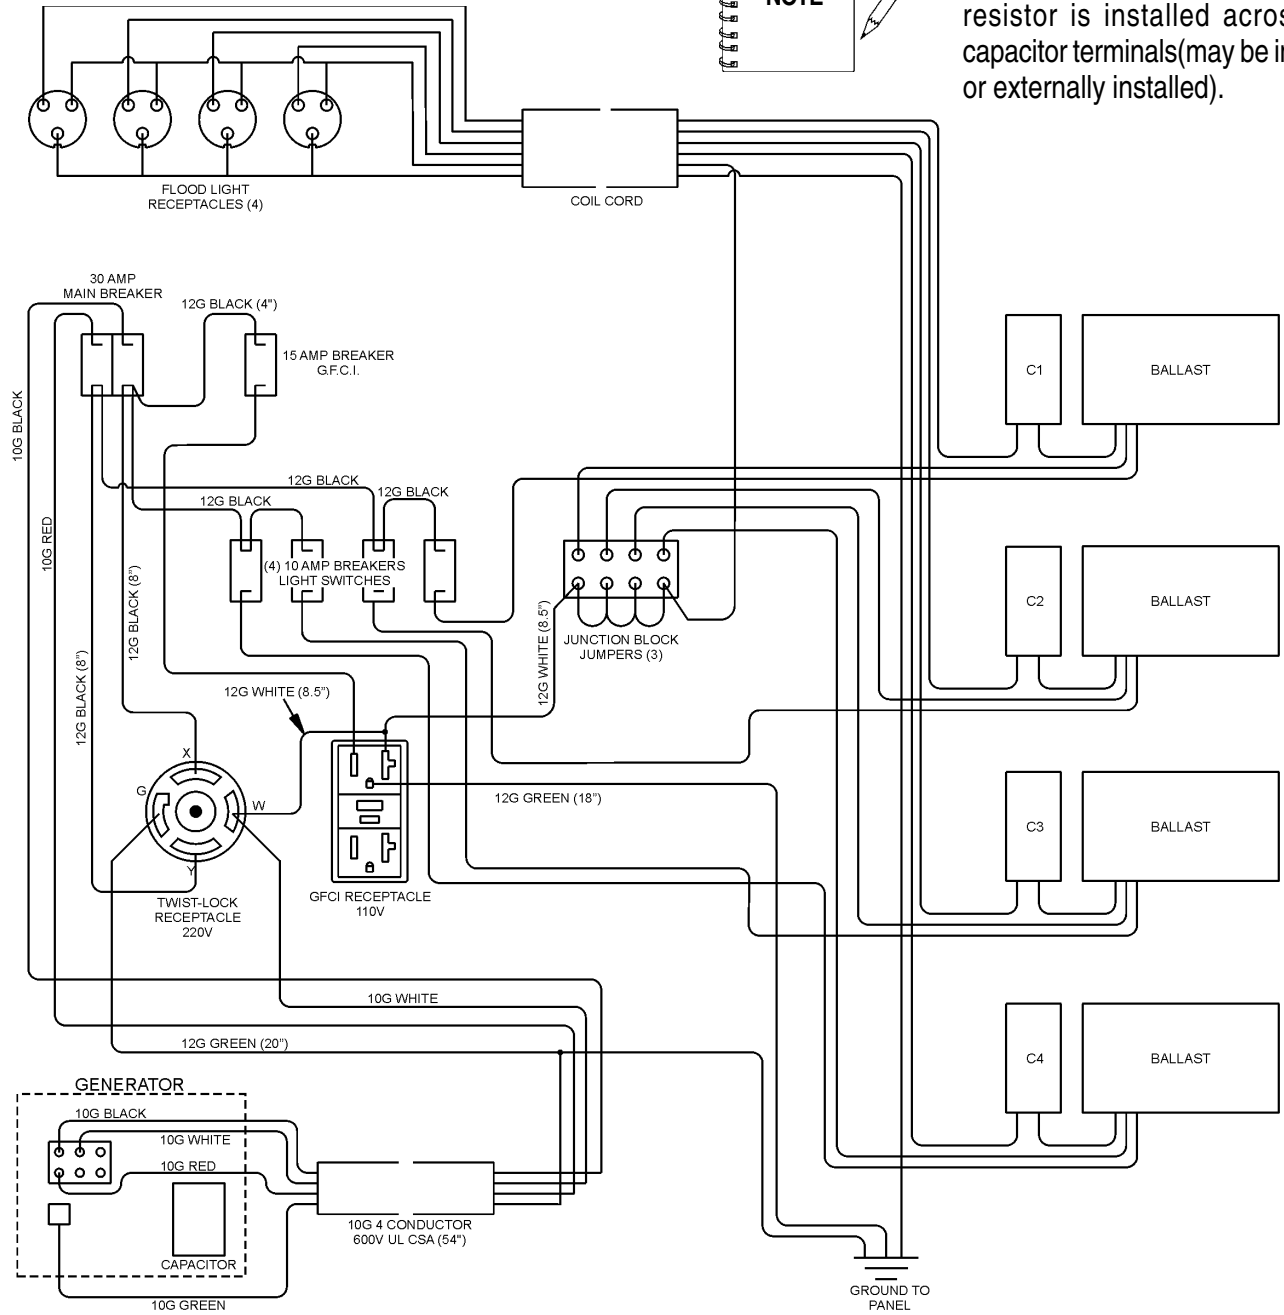 NOTE
resistor is installed acros
capacitor terminals(may be i
or externally installed).
FLOOD LIGHT
RECEPTACLES (4)
COIL CORD
30 AMP
MAIN BREAKER
12G BLACK (4")
15 AMP BREAKER
G.F.C.I.
C1
BALLAST
10G BLACK
12G BLACK
12G BLACK
12G BLACK
10G RED
(4) 10 AMP BREAKERS
LIGHT SWITCHES
12G BLACK (8")
C2
BALLAST
12G WHITE (8.5")
JUNCTION BLOCK
JUMPERS (3)
12G BLACK (8")
12G WHITE (8.5")
X
G
W
Y
12G GREEN (18")
C3
BALLAST
TWIST-LOCK
RECEPTACLE
220V
GFCI RECEPTACLE
110V
10G WHITE
12G GREEN (20")
C4
BALLAST
GENERATOR
10G BLACK
10G WHITE
10G RED
CAPACITOR
10G 4 CONDUCTOR
600V UL CSA (54")
10G GREEN
GROUND TO
PANEL